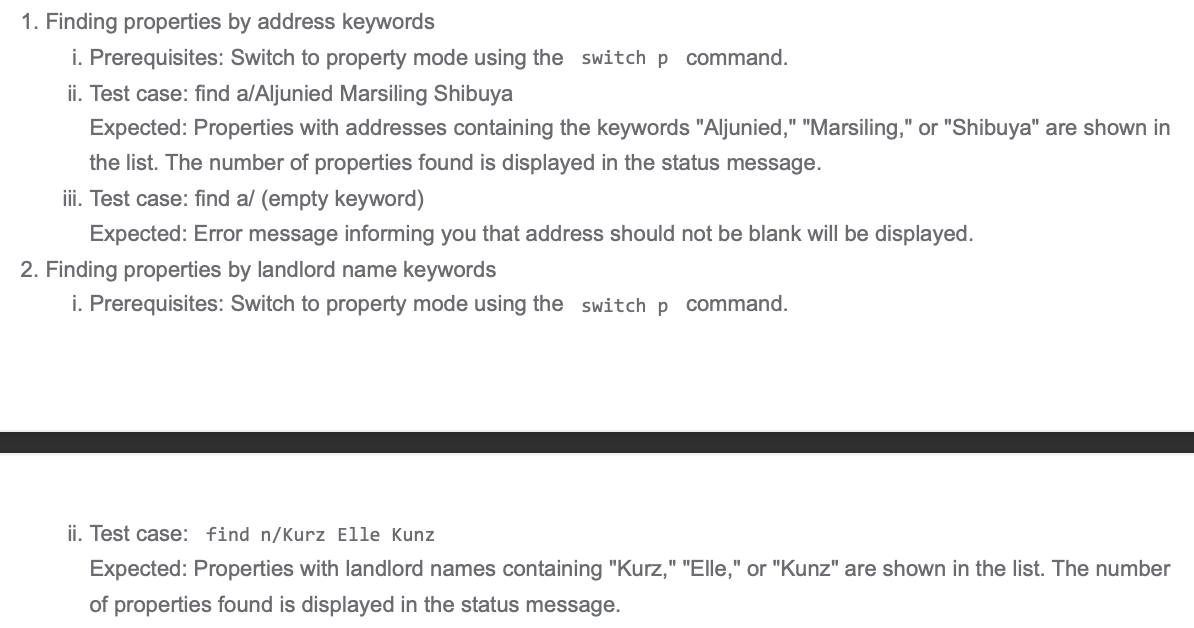 1. Finding properties by address keywords
i. Prerequisites: Switch to property mode using the switch p command.
ii. Test case: find a/Aljunied Marsiling Shibuya
Expected: Properties with addresses containing the keywords "Aljunied," "Marsiling," or "Shibuya" are shown in
the list. The number of properties found is displayed in the status message.
iii. Test case: find a/ (empty keyword)
Expected: Error message informing you that address should not be blank will be displayed.
2. Finding properties by landlord name keywords
i. Prerequisites: Switch to property mode using the switch p command.
ii. Test case: find n/Kurz Elle Kunz
Expected: Properties with landlord names containing "Kurz," "Elle," or "Kunz" are shown in the list. The number
of properties found is displayed in the status message.